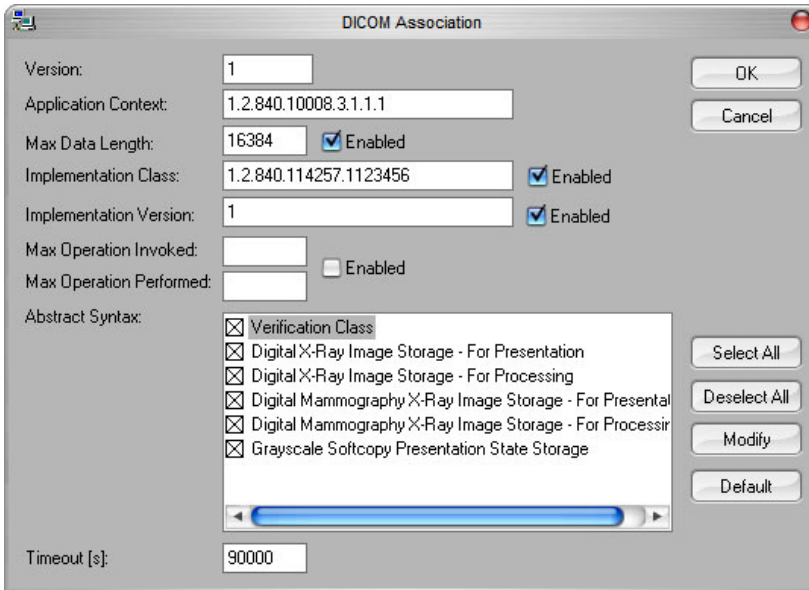 DICOM Association
Version:
1
OK
Application Context:
1.2.840.10008.3.1.1.1
Cancel
Max Data Length:
16384
Enabled
Implementation Class:
1.2.840.114257.1123456
Enabled
Implementation Version:
1
Enabled
Max Operation Invoked:
Enabled
Max Operation Performed:
Abstract Syntax:
Verification Class
Digital X-Ray Image Storage - For Presentation
Digital X-Ray Image Storage - For Processing
Digital Mammography X-Ray Image Storage - For Presental
Digital Mammography X-Ray Image Storage - For Processir
Grayscale Softcopy Presentation State Storage
Select All
Deselect All
Modify
Default
Timeout [s]:
90000